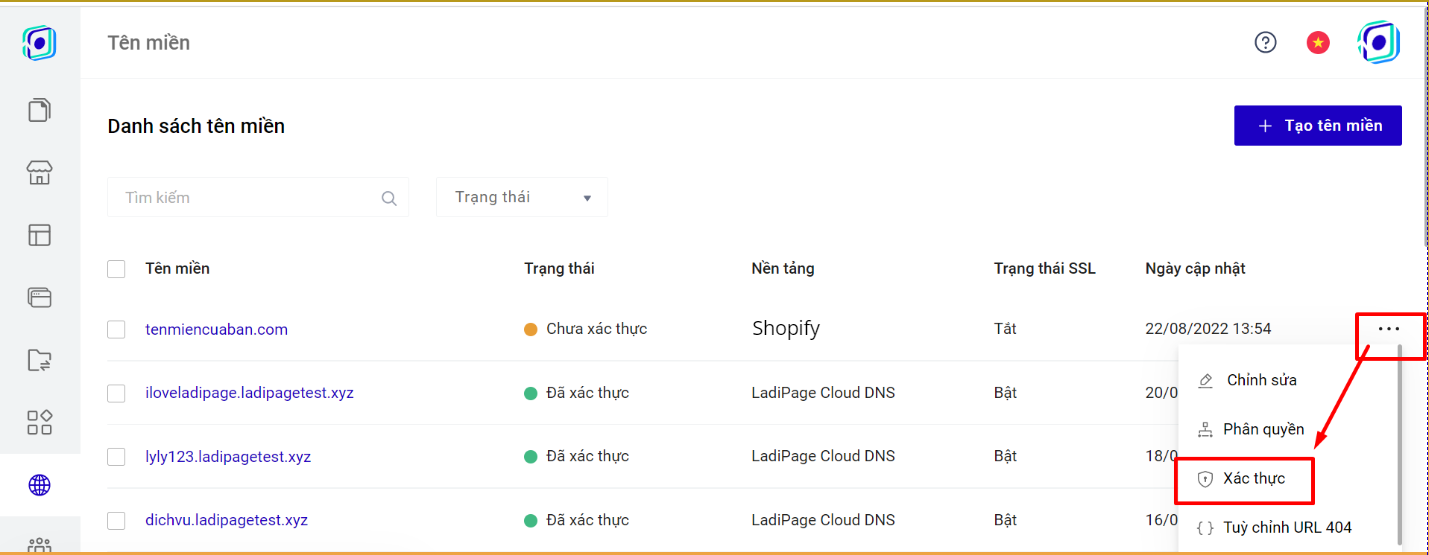 Tên miền
Danh sách tên miền
+ Tạo tên miền
Tìm kiếm
Trạng thái
Tên miền Trạng thái Nền tảng Trạng thái SSL Ngày cập nhật
tenmiencuaban.com Chưa xác thực Shopify Tắt 22/08/2022 13:54
Chỉnh sửa
iloveladipage.ladipagetest.xyz Đã xác thực LadiPage Cloud DNS Bật 20/0
Phân quyền
lyly123.ladipagetest.xyz Đã xác thực LadiPage Cloud DNS Bật 18/0
Xác thực
dichvu.ladipagetest.xyz Đã xác thực LadiPage Cloud DNS Bật 16/0
Tuỳ chỉnh URL 404